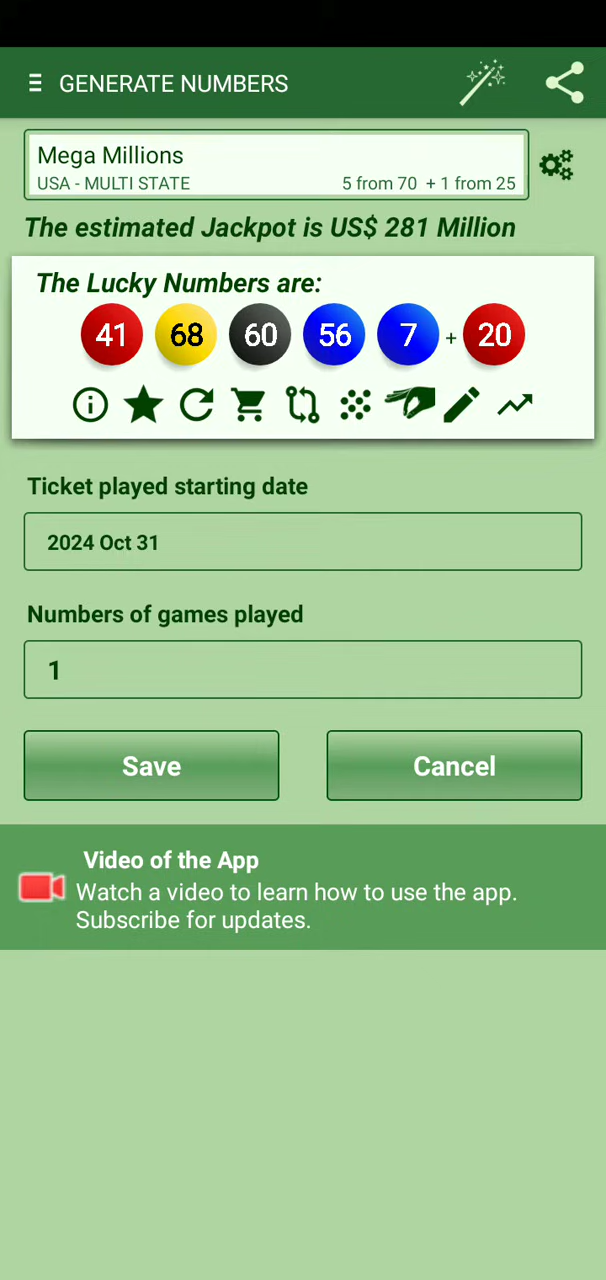 GENERATE NUMBERS
Mega Millions
USA - MULTI STATE 5 from 70 + 1 from 25
The estimated Jackpot is US$ 281 Million
The Lucky Numbers are:
41 68 60 56 7 + 20
Ticket played starting date
2024 Oct 31
Numbers of games played
1
Save Cancel
Video of the App
Watch a video to learn how to use the app.
Subscribe for updates.